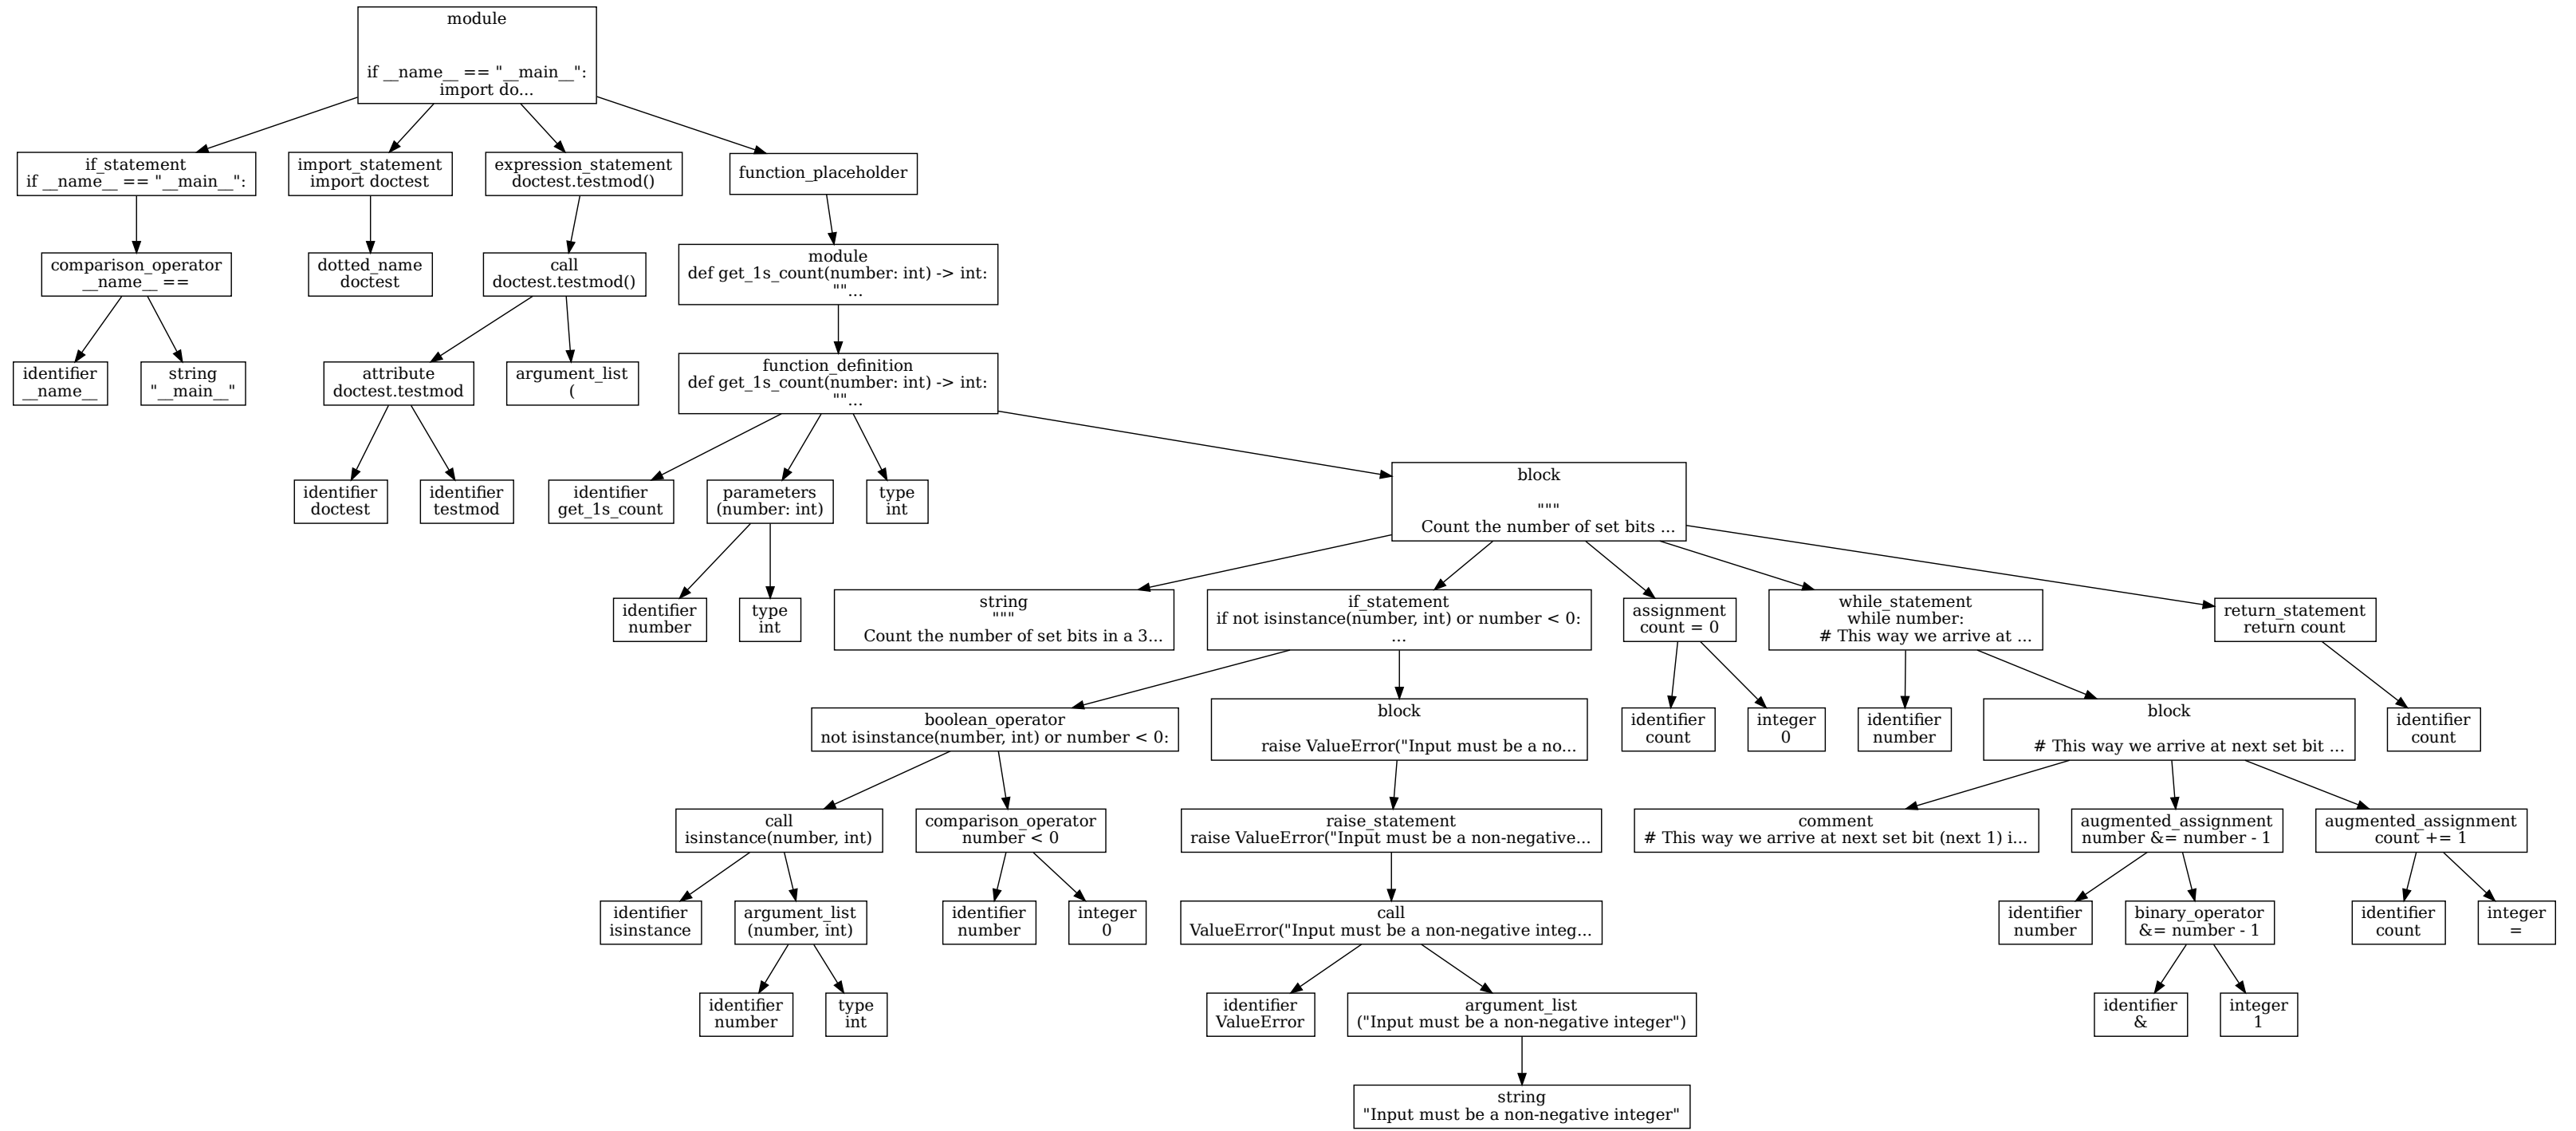 module
if __name__ == "__main__":
import do...
if_statement
if __name__ == "__main__":
import_statement
import doctest
expression_statement
doctest.testmod()
function_placeholder
comparison_operator
__name__ ==
dotted_name
doctest
call
doctest.testmod()
module
def get_1s_count(number: int) -> int:
""...
identifier
__name__
string
"__main__"
attribute
doctest.testmod
argument_list
(
function_definition
def get_1s_count(number: int) -> int:
""...
identifier
doctest
identifier
testmod
identifier
get_1s_count
parameters
(number: int)
type
int
block
"""
Count the number of set bits ...
identifier
number
type
int
string
"""
Count the number of set bits in a 3...
if_statement
if not isinstance(number, int) or number < 0:
...
assignment
count = 0
while_statement
while number:
# This way we arrive at ...
return_statement
return count
boolean_operator
not isinstance(number, int) or number < 0:
block
raise ValueError("Input must be a no...
identifier
count
integer
0
identifier
number
block
# This way we arrive at next set bit ...
identifier
count
call
isinstance(number, int)
comparison_operator
number < 0
raise_statement
raise ValueError("Input must be a non-negative...
comment
# This way we arrive at next set bit (next 1) i...
augmented_assignment
number &= number - 1
augmented_assignment
count += 1
identifier
isinstance
argument_list
(number, int)
identifier
number
integer
0
call
ValueError("Input must be a non-negative integ...
identifier
number
binary_operator
&= number - 1
identifier
count
integer
=
identifier
number
type
int
identifier
ValueError
argument_list
("Input must be a non-negative integer")
identifier
&
integer
1
string
"Input must be a non-negative integer"